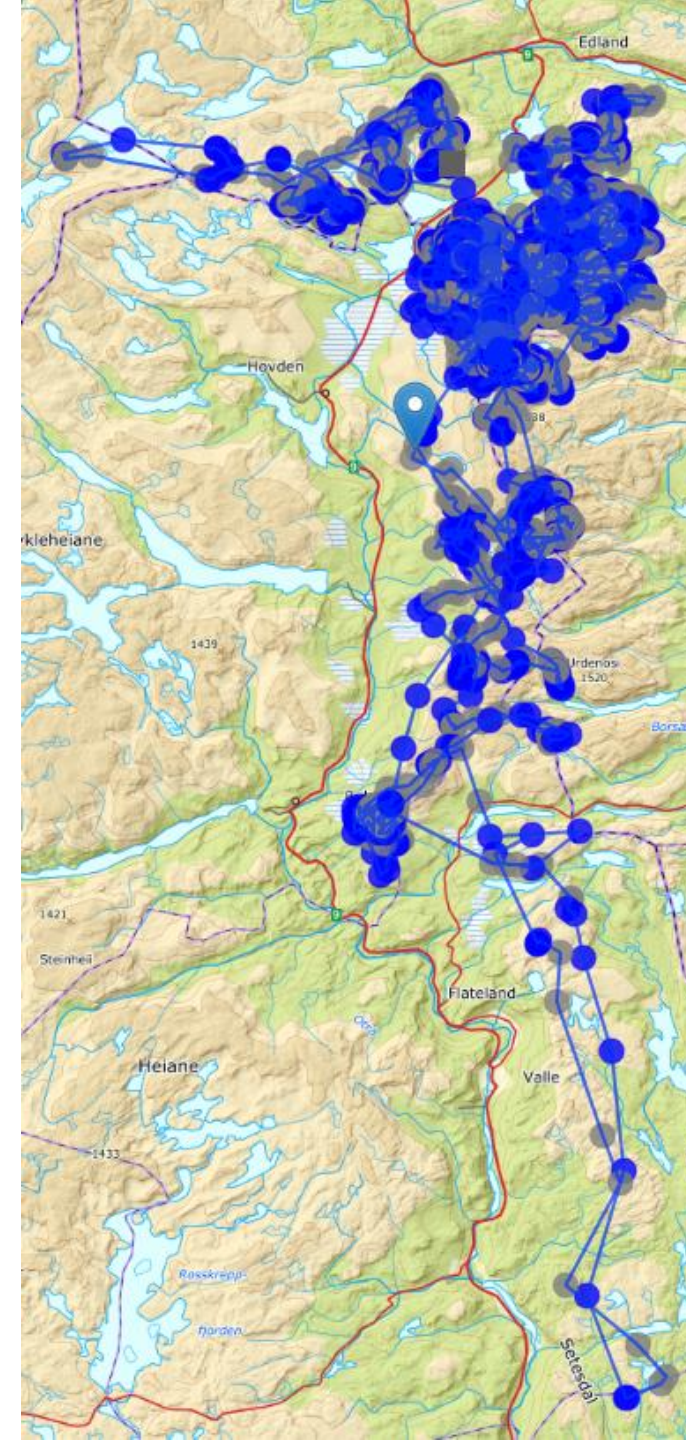 Edland
9
Hovden
38
9
ykleheiane
1439
Urdenosi
1520
Borsa
1421
9
Steinheii
Flateland
Otra
Heiane
Valle
1433
Rosskrepp-
fjorden
Setesdal